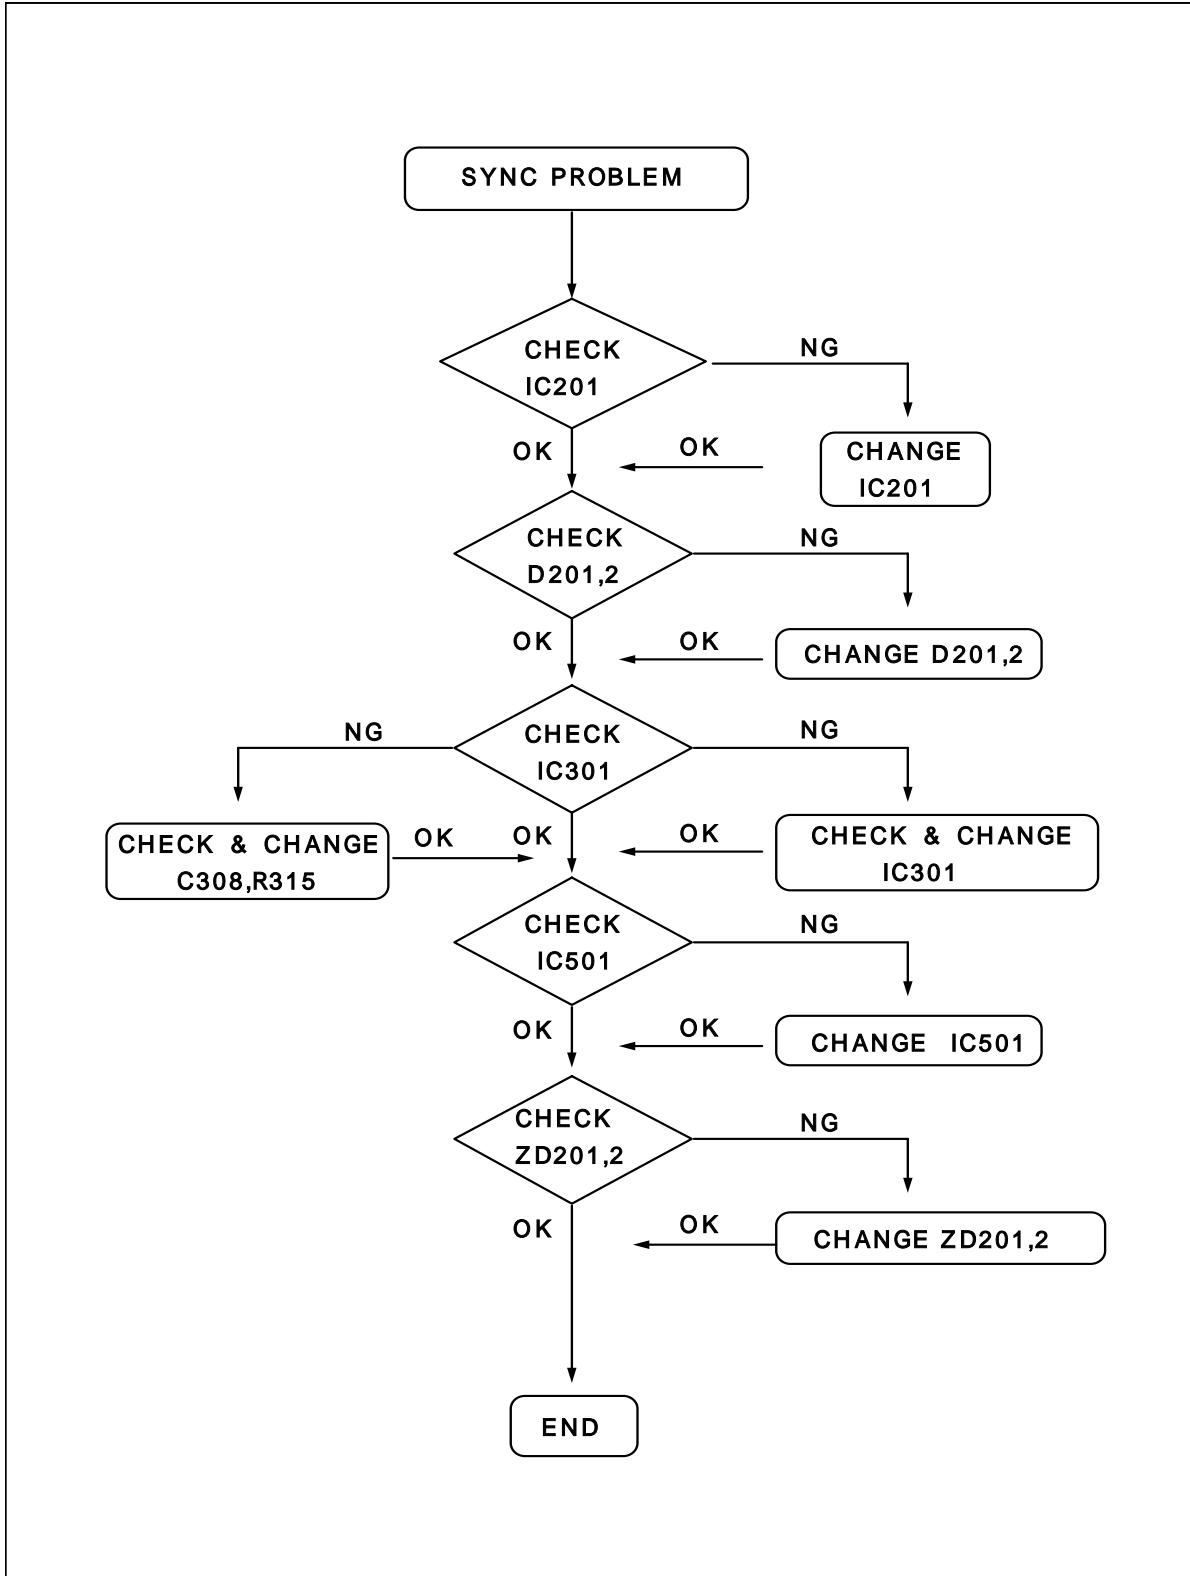 SYNC PROBLEM
CHECK
IC201
NG
OK
OK
CHANGE
IC201
CHECK
D201,2
NG
OK
OK
CHANGE D201,2
NG
CHECK
IC301
NG
CHECK & CHANGE
C308,R315
OK
OK
OK
CHECK & CHANGE
IC301
CHECK
IC501
NG
OK
OK
CHANGE IC501
CHECK
ZD201,2
NG
OK
OK
CHANGE ZD201,2
END